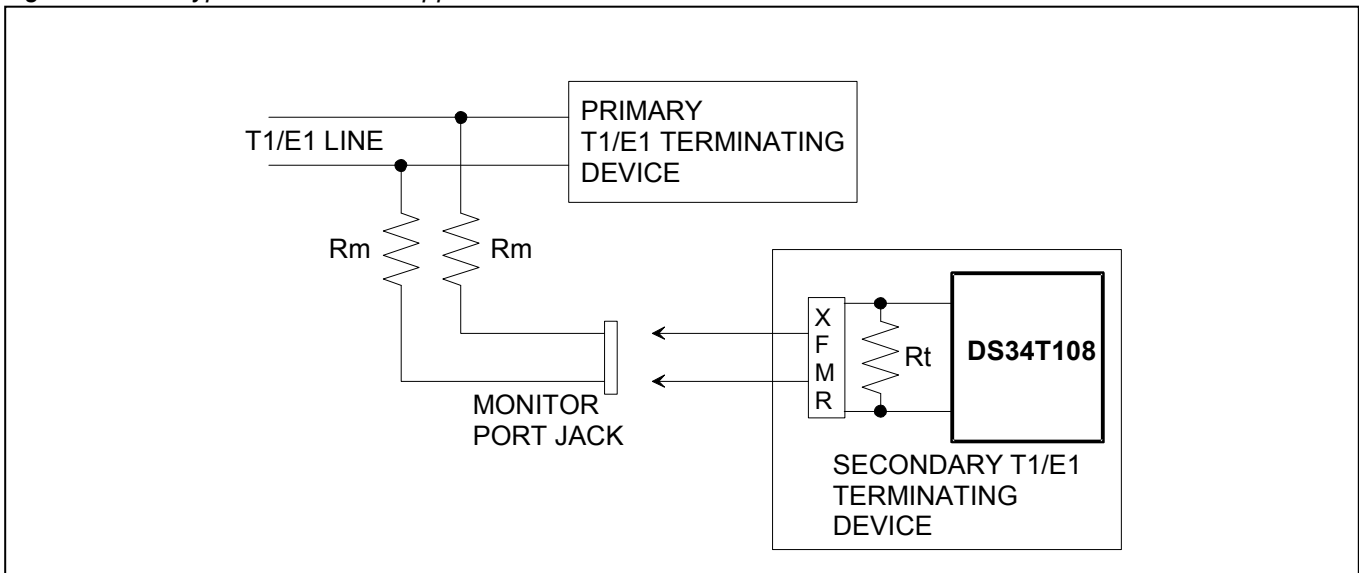 PRIMARY
T1/E1 TERMINATING
DEVICE
T1/E1 LINE
Rm
Rm
X
F
M
R
Rt
DS34T108
MONITOR
PORT JACK
SECONDARY T1/E1
TERMINATING
DEVICE